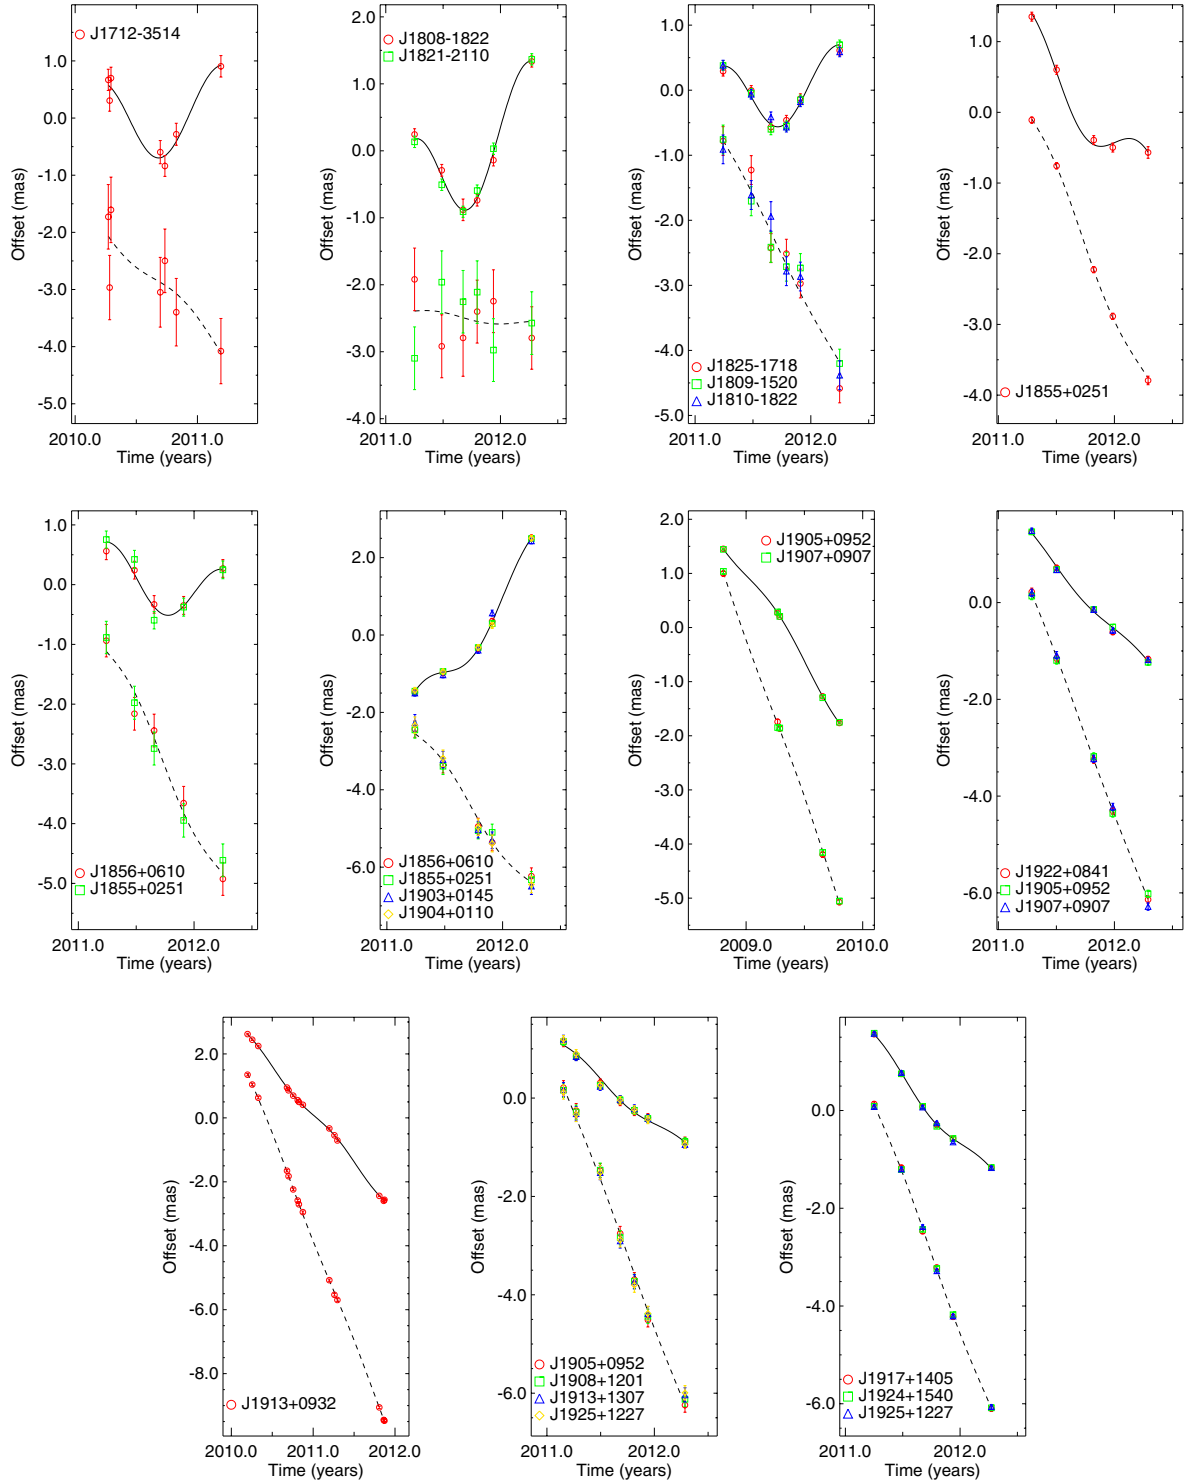 J1712-3514
1.0
0.0
-1.0
-2.0
-3.0
-4.0
-5.0
Offset (mas)
2010.0 2011.0
Time (years)
J1808-1822
J1821-2110
2.0
1.0
0.0
-1.0
-2.0
-3.0
-4.0
Offset (mas)
2011.0 2012.0
Time (years)
1.0
0.0
-1.0
-2.0
-3.0
-4.0
-5.0
Offset (mas)
J1825-1718
J1809-1520
J1810-1822
2011.0 2012.0
Time (years)
1.0
0.0
-1.0
-2.0
-3.0
-4.0
Offset (mas)
J1855+0251
2011.0 2012.0
Time (years)
1.0
0.0
-1.0
-2.0
-3.0
-4.0
-5.0
Offset (mas)
J1856+0610
J1855+0251
2011.0 2012.0
Time (years)
2.0
0.0
-2.0
-4.0
-6.0
Offset (mas)
J1856+0610
J1855+0251
J1903+0145
J1904+0110
2011.0 2012.0
Time (years)
J1905+0952
J1907+0907
2.0
1.0
0.0
-1.0
-2.0
-3.0
-4.0
-5.0
Offset (mas)
2009.0 2010.0
Time (years)
0.0
-2.0
-4.0
-6.0
Offset (mas)
J1922+0841
J1905+0952
J1907+0907
2011.0 2012.0
Time (years)
2.0
0.0
-2.0
-4.0
-6.0
-8.0
Offset (mas)
J1913+0932
2010.0 2011.0 2012.0
Time (years)
0.0
-2.0
-4.0
-6.0
Offset (mas)
J1905+0952
J1908+1201
J1913+1307
J1925+1227
2011.0 2012.0
Time (years)
0.0
-2.0
-4.0
-6.0
Offset (mas)
J1917+1405
J1924+1540
J1925+1227
2011.0 2012.0
Time (years)